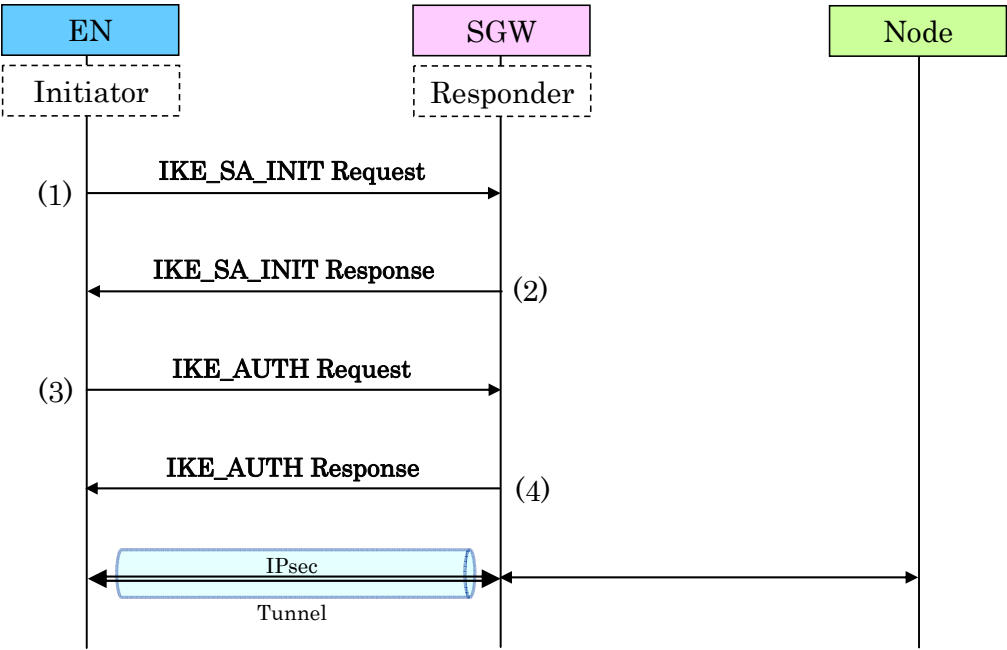 EN
SGW
Node
Initiator
Responder
IKE_SA_INIT Request
(1)
IKE_SA_INIT Response
(2)
IKE_AUTH Request
(3)
IKE_AUTH Response
(4)
IPsec
Tunnel